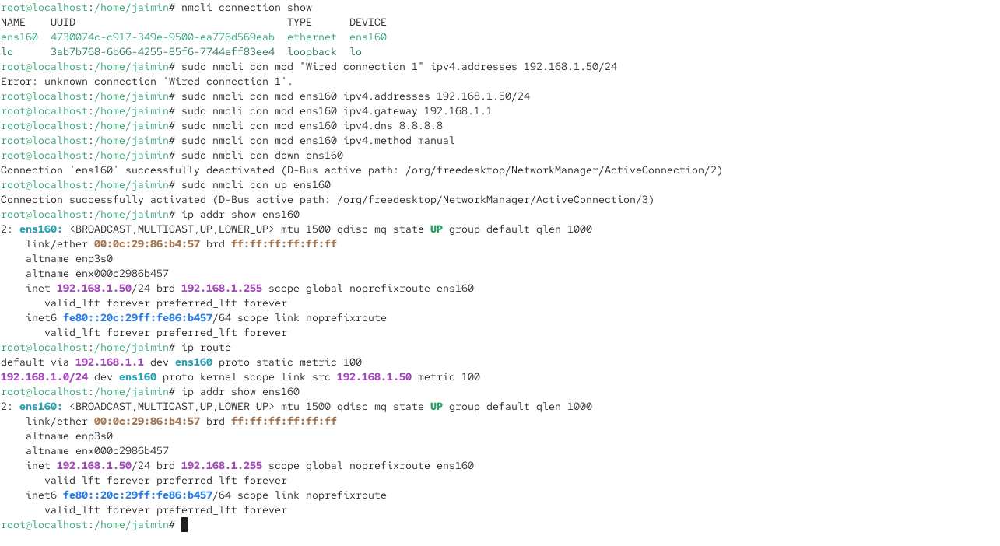 root@localhost:/home/jaimin# nmcli connection show
NAME    UUID                                  TYPE      DEVICE
ens160  4730074c-c917-349e-9500-ea776d569eab  ethernet  ens160
lo      3ab7b768-6b66-4255-85f6-7744eff83ee4  loopback  lo
root@localhost:/home/jaimin# sudo nmcli con mod "Wired connection 1" ipv4.addresses 192.168.1.50/24
Error: unknown connection 'Wired connection 1'.
root@localhost:/home/jaimin# sudo nmcli con mod ens160 ipv4.addresses 192.168.1.50/24
root@localhost:/home/jaimin# sudo nmcli con mod ens160 ipv4.gateway 192.168.1.1
root@localhost:/home/jaimin# sudo nmcli con mod ens160 ipv4.dns 8.8.8.8
root@localhost:/home/jaimin# sudo nmcli con mod ens160 ipv4.method manual
root@localhost:/home/jaimin# sudo nmcli con down ens160
Connection 'ens160' successfully deactivated (D-Bus active path: /org/freedesktop/NetworkManager/ActiveConnection/2)
root@localhost:/home/jaimin# sudo nmcli con up ens160
Connection successfully activated (D-Bus active path: /org/freedesktop/NetworkManager/ActiveConnection/3)
root@localhost:/home/jaimin# ip addr show ens160
2: ens160: <BROADCAST,MULTICAST,UP,LOWER_UP> mtu 1500 qdisc mq state UP group default qlen 1000
    link/ether 00:0c:29:86:b4:57 brd ff:ff:ff:ff:ff:ff
    altname enp3s0
    altname enx000c2986b457
    inet 192.168.1.50/24 brd 192.168.1.255 scope global noprefixroute ens160
       valid_lft forever preferred_lft forever
    inet6 fe80::20c:29ff:fe86:b457/64 scope link noprefixroute
       valid_lft forever preferred_lft forever
root@localhost:/home/jaimin# ip route
default via 192.168.1.1 dev ens160 proto static metric 100
192.168.1.0/24 dev ens160 proto kernel scope link src 192.168.1.50 metric 100
root@localhost:/home/jaimin# ip addr show ens160
2: ens160: <BROADCAST,MULTICAST,UP,LOWER_UP> mtu 1500 qdisc mq state UP group default qlen 1000
    link/ether 00:0c:29:86:b4:57 brd ff:ff:ff:ff:ff:ff
    altname enp3s0
    altname enx000c2986b457
    inet 192.168.1.50/24 brd 192.168.1.255 scope global noprefixroute ens160
       valid_lft forever preferred_lft forever
    inet6 fe80::20c:29ff:fe86:b457/64 scope link noprefixroute
       valid_lft forever preferred_lft forever
root@localhost:/home/jaimin#